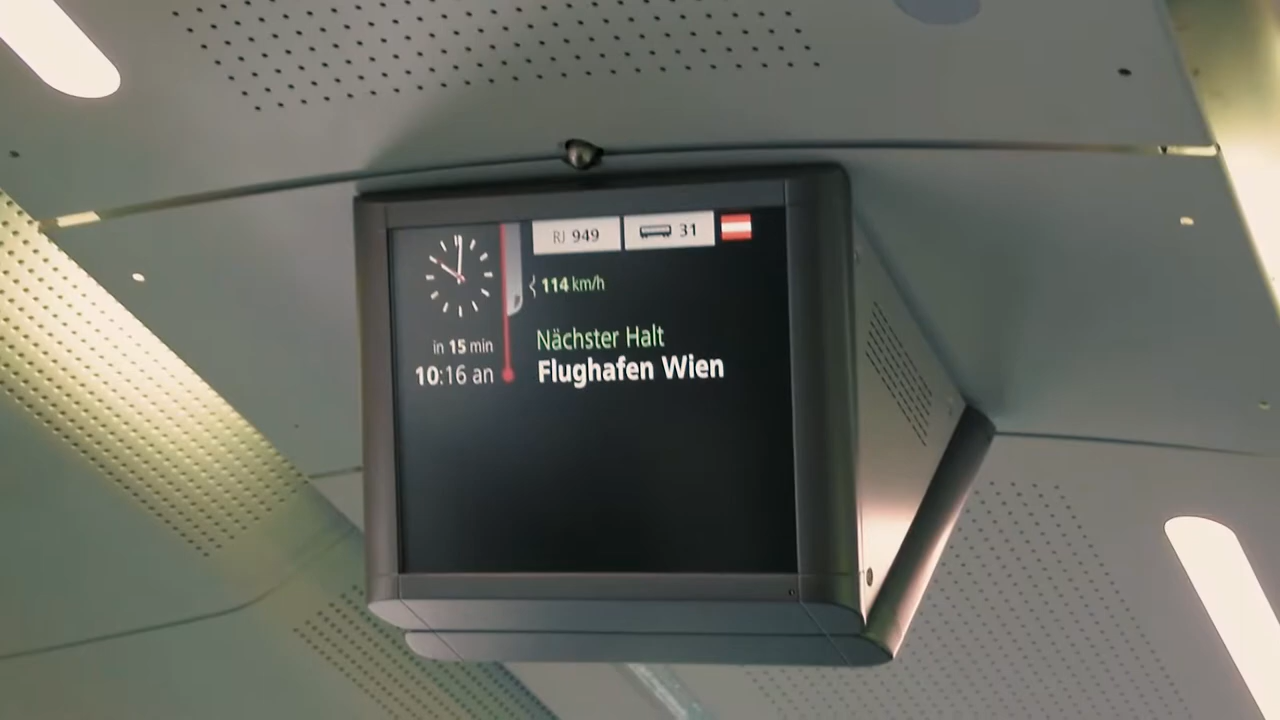 RJ 949
31
114 km/h
in 15 min
Nächster Halt
10:16 an
Flughafen Wien